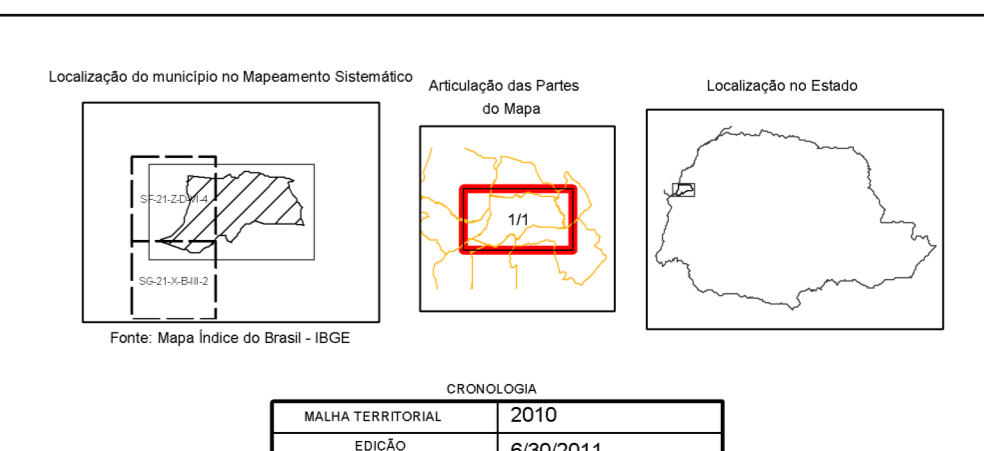 Localização do município no Mapeamento Sistemático
SF-21-Z-D-VI-4
SG-21-X-B-III-2
Fonte: Mapa Índice do Brasil - IBGE
Articulação das Partes
do Mapa
1/1
Localização no Estado
CRONOLOGIA
MALHA TERRITORIAL 2010
EDIÇÃO 6/30/2011